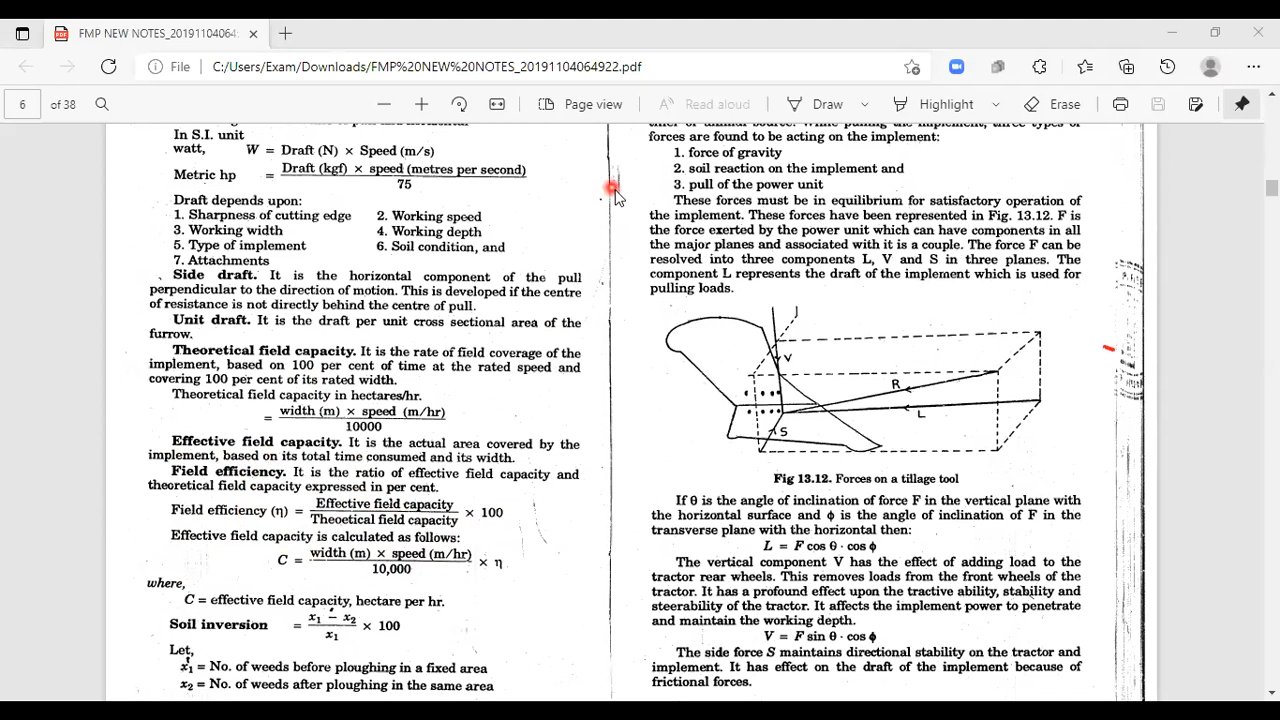 FMP NEW NOTES_2019110406
File
C:/Users/Exam/Downloads/FMP%20NEW%20NOTES_20191104064922.pdf
6 of 38
Page view
Read aloud
Draw
Highlight
Erase
In S.I. unit
watt, W = Draft (N) × Speed (m/s)
Metric hp = Draft (kgf) × speed (metres per second)
75
Draft depends upon:
1. Sharpness of cutting edge 2. Working speed
3. Working width 4. Working depth
5. Type of implement 6. Soil condition, and
7. Attachments
Side draft. It is the horizontal component of the pull
perpendicular to the direction of motion. This is developed if the centre
of resistance is not directly behind the centre of pull.
Unit draft. It is the draft per unit cross sectional area of the
furrow.
Theoretical field capacity. It is the rate of field coverage of the
implement, based on 100 per cent of time at the rated speed and
covering 100 per cent of its rated width.
Theoretical field capacity in hectares/hr.
= width (m) × speed (m/hr)
10000
Effective field capacity. It is the actual area covered by the
implement, based on its total time consumed and its width.
Field efficiency. It is the ratio of effective field capacity and
theoretical field capacity expressed in per cent.
Field efficiency (η) = Effective field capacity × 100
Theoetical field capacity
Effective field capacity is calculated as follows:
C = width (m) × speed (m/hr) × η
10,000
where,
C = effective field capacity, hectare per hr.
Soil inversion = x₁ − x₂ × 100
x₁
Let,
x₁ = No. of weeds before ploughing in a fixed area
x₂ = No. of weeds after ploughing in the same area
forces are found to be acting on the implement:
1. force of gravity
2. soil reaction on the implement and
3. pull of the power unit
These forces must be in equilibrium for satisfactory operation of
the implement. These forces have been represented in Fig. 13.12. F is
the force exerted by the power unit which can have components in all
the major planes and associated with it is a couple. The force F can be
resolved into three components L, V and S in three planes. The
component L represents the draft of the implement which is used for
pulling loads.
V
R
L
S
Fig 13.12. Forces on a tillage tool
If θ is the angle of inclination of force F in the vertical plane with
the horizontal surface and ϕ is the angle of inclination of F in the
transverse plane with the horizontal then:
L = F cos θ · cos ϕ
The vertical component V has the effect of adding load to the
tractor rear wheels. This removes loads from the front wheels of the
tractor. It has a profound effect upon the tractive ability, stability and
steerability of the tractor. It affects the implement power to penetrate
and maintain the working depth.
V = F sin θ · cos ϕ
The side force S maintains directional stability on the tractor and
implement. It has effect on the draft of the implement because of
frictional forces.